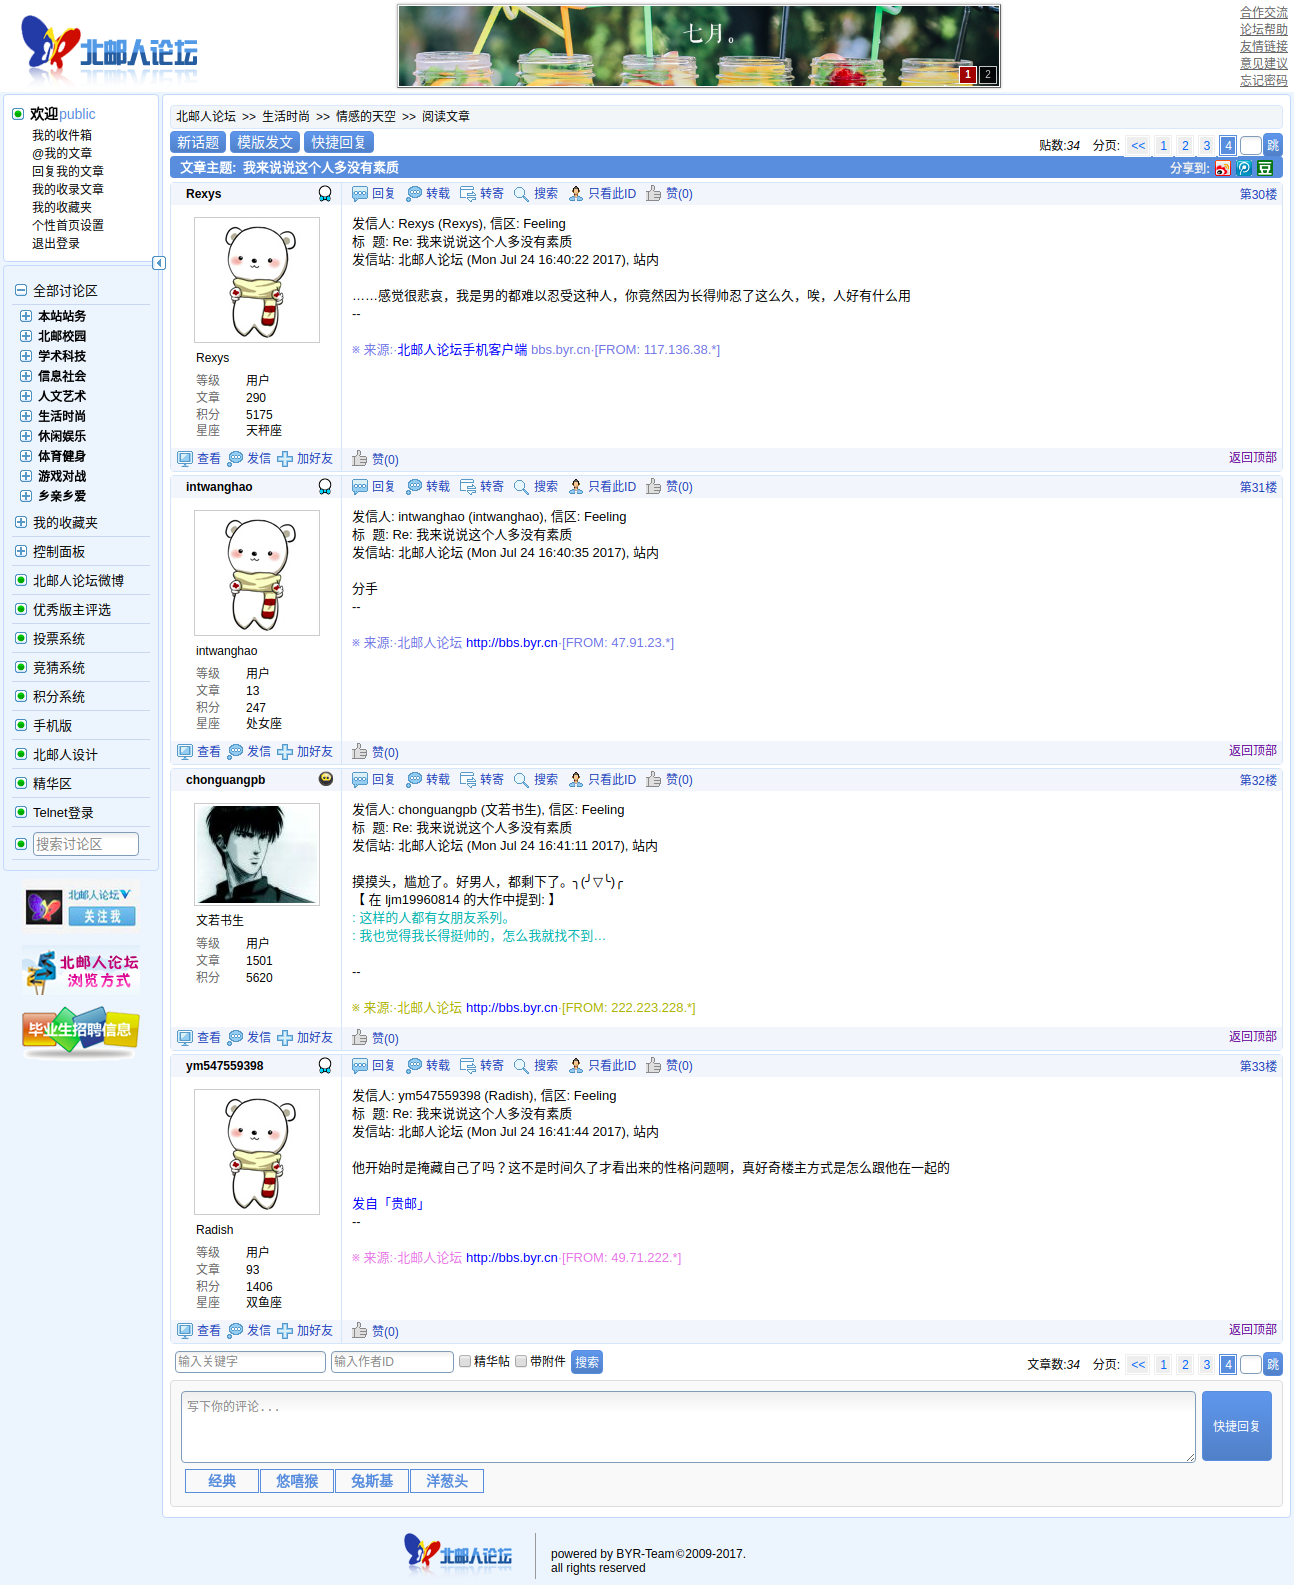 北邮人论坛
七月。
1 2
合作交流
论坛帮助
友情链接
意见建议
忘记密码
欢迎public
我的收件箱
@我的文章
回复我的文章
我的收录文章
我的收藏夹
个性首页设置
退出登录
全部讨论区
本站站务
北邮校园
学术科技
信息社会
人文艺术
生活时尚
休闲娱乐
体育健身
游戏对战
乡亲乡爱
我的收藏夹
控制面板
北邮人论坛微博
优秀版主评选
投票系统
竞猜系统
积分系统
手机版
北邮人设计
精华区
Telnet登录
搜索讨论区
北邮人论坛
关注我
北邮人论坛
浏览方式
毕业生招聘信息
北邮人论坛 >> 生活时尚 >> 情感的天空 >> 阅读文章
新话题 模版发文 快捷回复
贴数:34 分页: << 1 2 3 4 跳
文章主题: 我来说说这个人多没有素质 分享到: 豆
Rexys 回复 转载 转寄 搜索 只看此ID 赞(0) 第30楼
Rexys
等级 用户
文章 290
积分 5175
星座 天秤座
发信人: Rexys (Rexys), 信区: Feeling
标 题: Re: 我来说说这个人多没有素质
发信站: 北邮人论坛 (Mon Jul 24 16:40:22 2017), 站内
……感觉很悲哀，我是男的都难以忍受这种人，你竟然因为长得帅忍了这么久，唉，人好有什么用
--
※ 来源:·北邮人论坛手机客户端 bbs.byr.cn·[FROM: 117.136.38.*]
查看 发信 加好友 赞(0) 返回顶部
intwanghao 回复 转载 转寄 搜索 只看此ID 赞(0) 第31楼
intwanghao
等级 用户
文章 13
积分 247
星座 处女座
发信人: intwanghao (intwanghao), 信区: Feeling
标 题: Re: 我来说说这个人多没有素质
发信站: 北邮人论坛 (Mon Jul 24 16:40:35 2017), 站内
分手
--
※ 来源:·北邮人论坛 http://bbs.byr.cn·[FROM: 47.91.23.*]
查看 发信 加好友 赞(0) 返回顶部
chonguangpb 回复 转载 转寄 搜索 只看此ID 赞(0) 第32楼
文若书生
等级 用户
文章 1501
积分 5620
发信人: chonguangpb (文若书生), 信区: Feeling
标 题: Re: 我来说说这个人多没有素质
发信站: 北邮人论坛 (Mon Jul 24 16:41:11 2017), 站内
摸摸头，尴尬了。好男人，都剩下了。╮(╯▽╰)╭
【 在 ljm19960814 的大作中提到: 】
: 这样的人都有女朋友系列。
: 我也觉得我长得挺帅的，怎么我就找不到…
--
※ 来源:·北邮人论坛 http://bbs.byr.cn·[FROM: 222.223.228.*]
查看 发信 加好友 赞(0) 返回顶部
ym547559398 回复 转载 转寄 搜索 只看此ID 赞(0) 第33楼
Radish
等级 用户
文章 93
积分 1406
星座 双鱼座
发信人: ym547559398 (Radish), 信区: Feeling
标 题: Re: 我来说说这个人多没有素质
发信站: 北邮人论坛 (Mon Jul 24 16:41:44 2017), 站内
他开始时是掩藏自己了吗？这不是时间久了才看出来的性格问题啊，真好奇楼主方式是怎么跟他在一起的
发自「贵邮」
--
※ 来源:·北邮人论坛 http://bbs.byr.cn·[FROM: 49.71.222.*]
查看 发信 加好友 赞(0) 返回顶部
输入关键字 输入作者ID 精华帖 带附件 搜索
文章数:34 分页: << 1 2 3 4 跳
写下你的评论...
快捷回复
经典 悠嘻猴 兔斯基 洋葱头
北邮人论坛
powered by BYR-Team©2009-2017.
all rights reserved